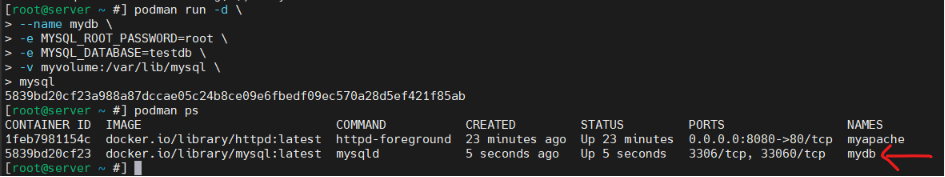 [root@server ~ #] podman run -d \
> --name mydb \
> -e MYSQL_ROOT_PASSWORD=root \
> -e MYSQL_DATABASE=testdb \
> -v myvolume:/var/lib/mysql \
> mysql
5839bd20cf23a988a87dccae05c24b8ce09e6fbedf09ec570a28d5ef421f85ab
[root@server ~ #] podman ps
CONTAINER ID  IMAGE                           COMMAND           CREATED         STATUS         PORTS                 NAMES
1feb7981154c  docker.io/library/httpd:latest  httpd-foreground  23 minutes ago  Up 23 minutes  0.0.0.0:8080->80/tcp  myapache
5839bd20cf23  docker.io/library/mysql:latest  mysqld            5 seconds ago   Up 5 seconds   3306/tcp, 33060/tcp   mydb
[root@server ~ #]